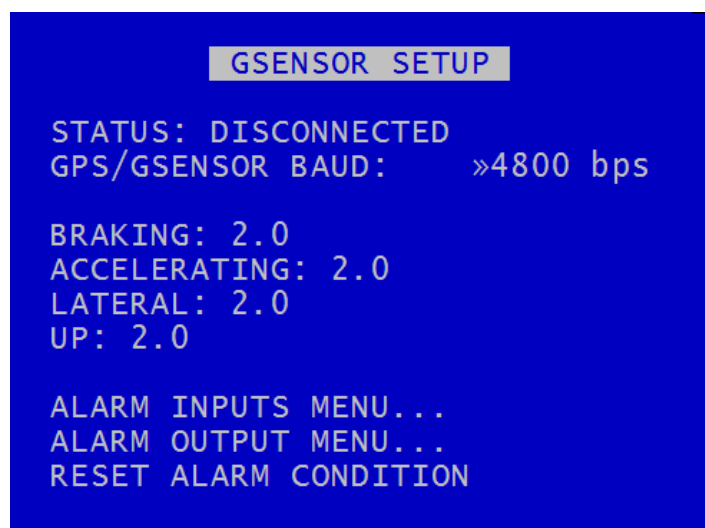 GSENSOR SETUP
STATUS: DISCONNECTED
GPS/GSENSOR BAUD: »4800 bps
BRAKING: 2.0
ACCELERATING: 2.0
LATERAL: 2.0
UP: 2.0
ALARM INPUTS MENU...
ALARM OUTPUT MENU...
RESET ALARM CONDITION